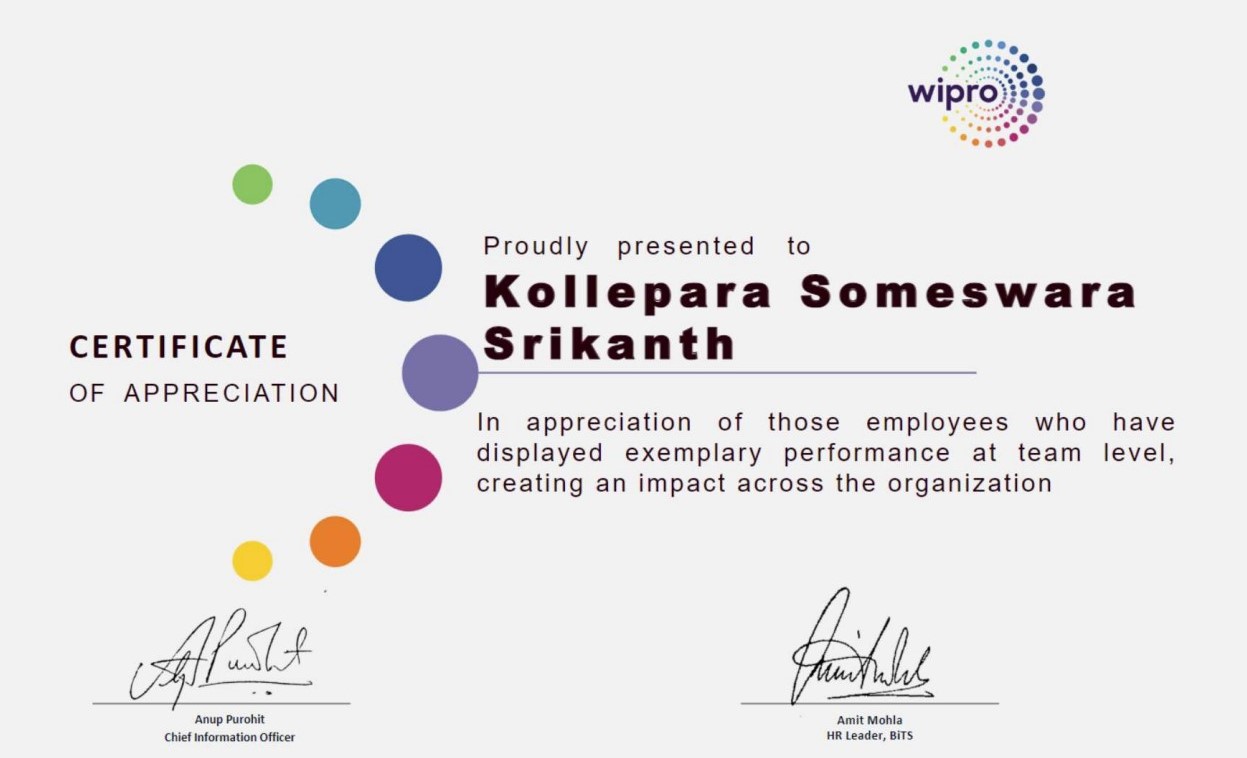 wipro
Proudly presented to
Kollepara Someswara
Srikanth
CERTIFICATE
OF APPRECIATION
In appreciation of those employees who have
displayed exemplary performance at team level,
creating an impact across the organization
APurohit
Anup Purohit
Chief Information Officer
Amit Mohla
HR Leader, BiTS